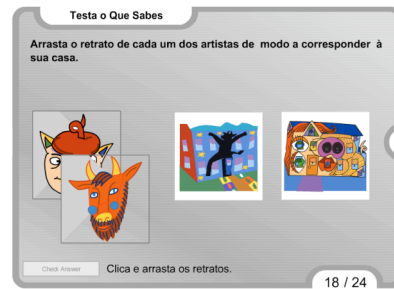 Testa o Que Sabes
Arrasta o retrato de cada um dos artistas de modo a corresponder à
sua casa.
Check Answer
Clica e arrasta os retratos.
18 / 24